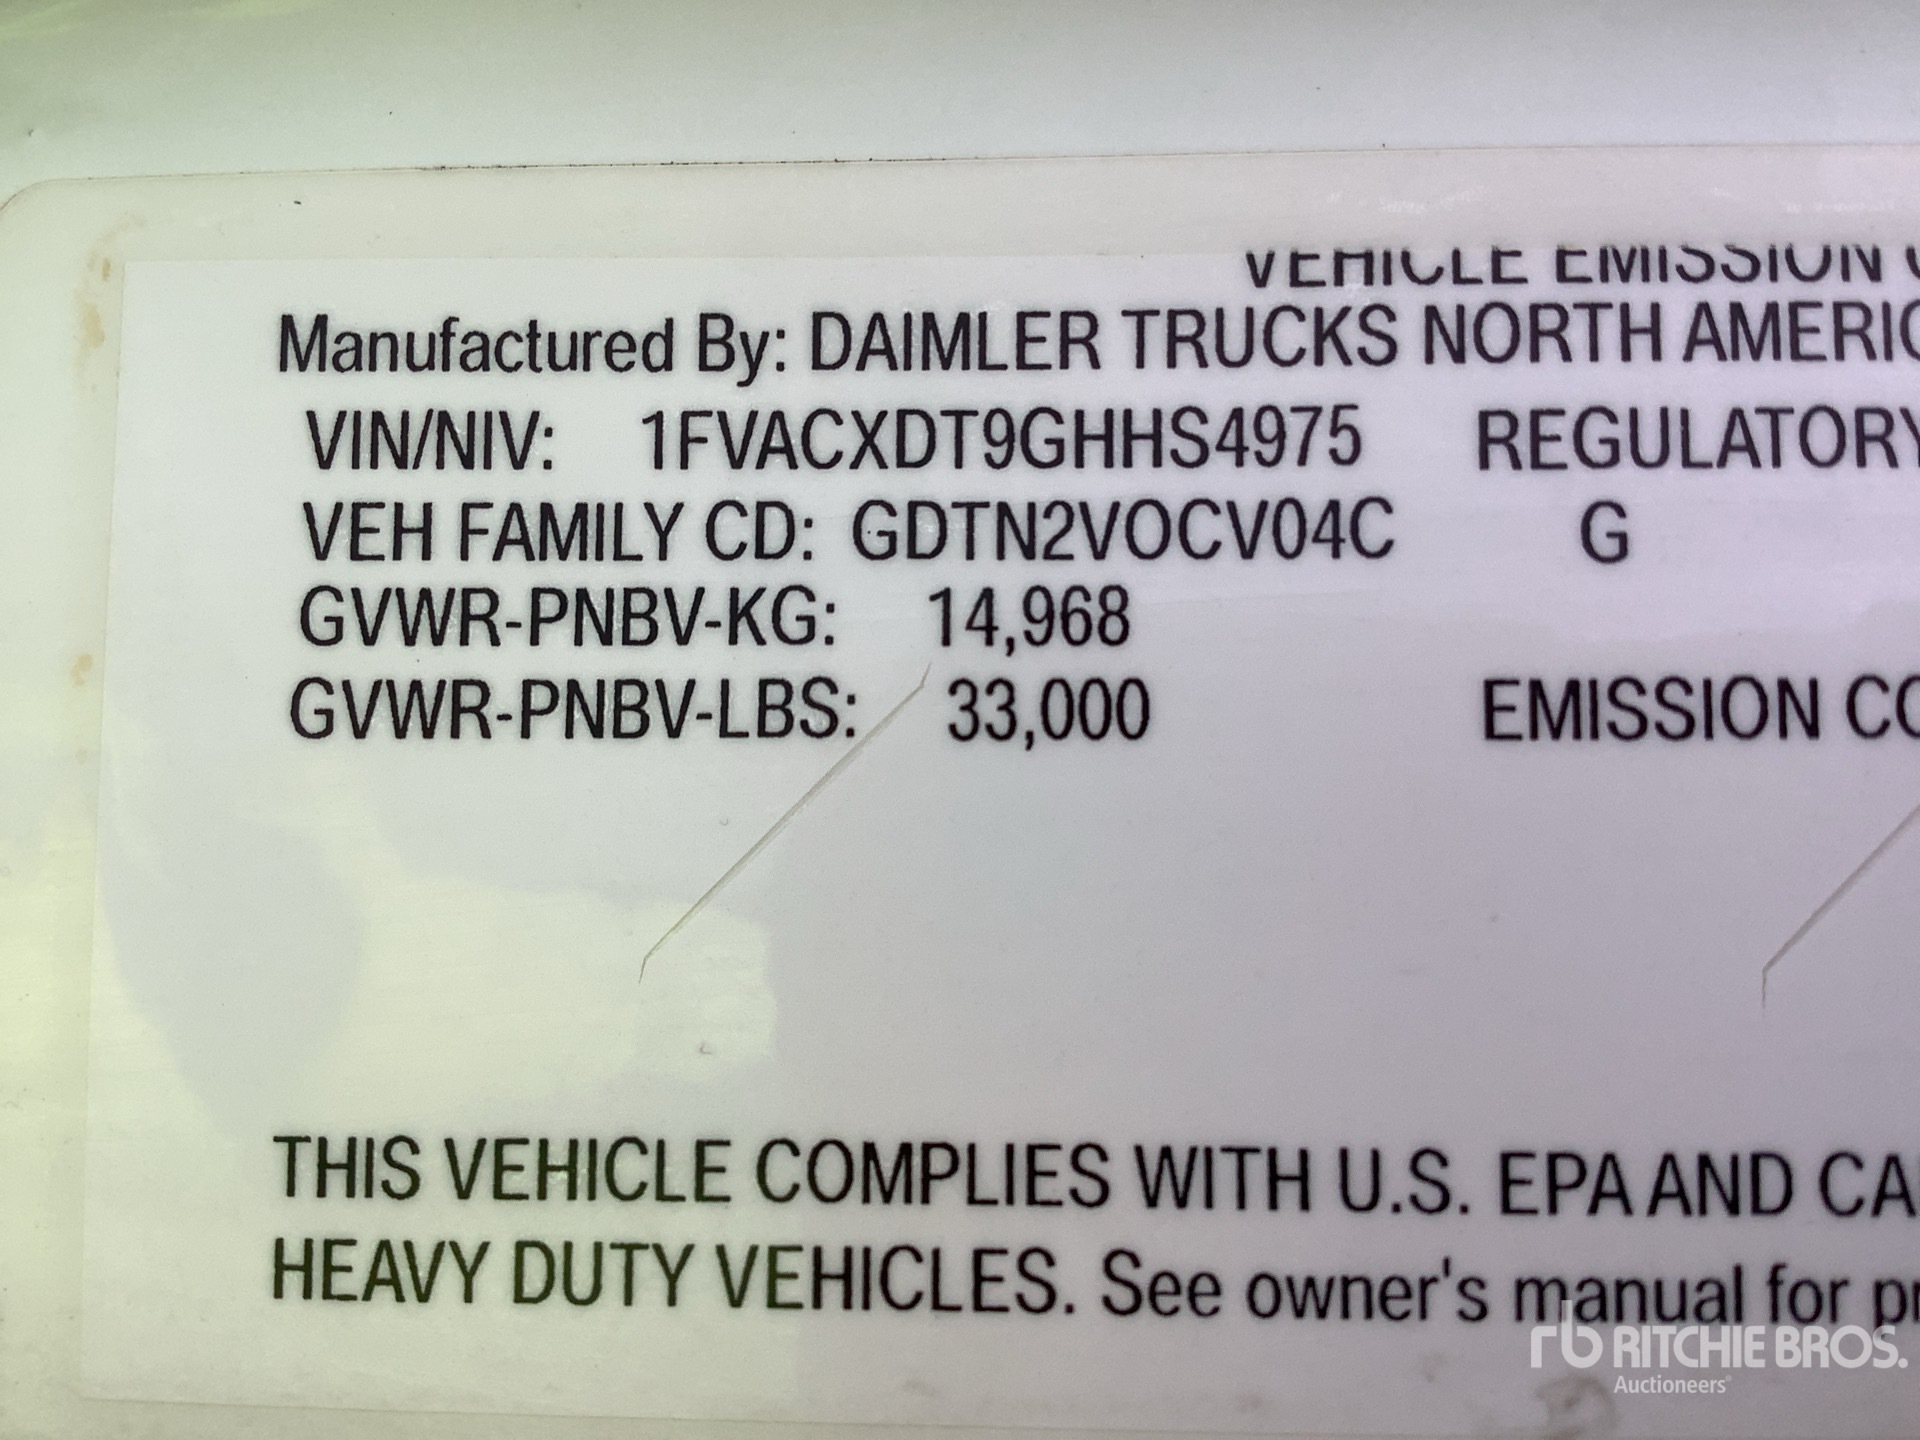 VEHICLE EMISSION
Manufactured By: DAIMLER TRUCKS NORTH AMERIC
VIN/NIV: 1FVACXDT9GHHS4975 REGULATORY
VEH FAMILY CD: GDTN2VOCV04C G
GVWR-PNBV-KG: 14,968
GVWR-PNBV-LBS: 33,000 EMISSION CO
THIS VEHICLE COMPLIES WITH U.S. EPA AND CA
HEAVY DUTY VEHICLES. See owner's manual for pr
rb RITCHIE BROS.
Auctioneers